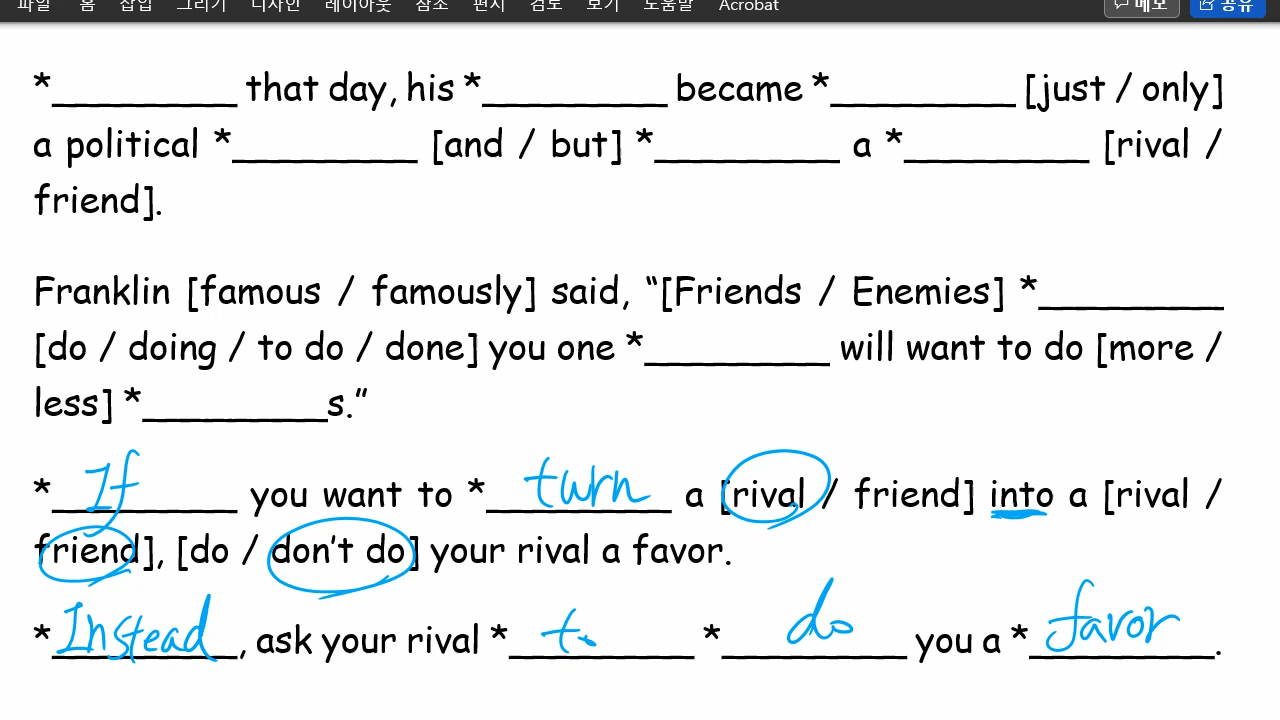 파일 홈 삽입 그리기 디자인 레이아웃 참조 편지 검토 보기 도움말 Acrobat 메모 공유
*________ that day, his *________ became *________ [just / only]
a political *________ [and / but] *________ a *________ [rival /
friend].
Franklin [famous / famously] said, “[Friends / Enemies] *________
[do / doing / to do / done] you one *________ will want to do [more /
less] *________s.”
*If you want to *turn a [rival / friend] into a [rival /
friend], [do / don’t do] your rival a favor.
*Instead, ask your rival *to *do you a *favor.